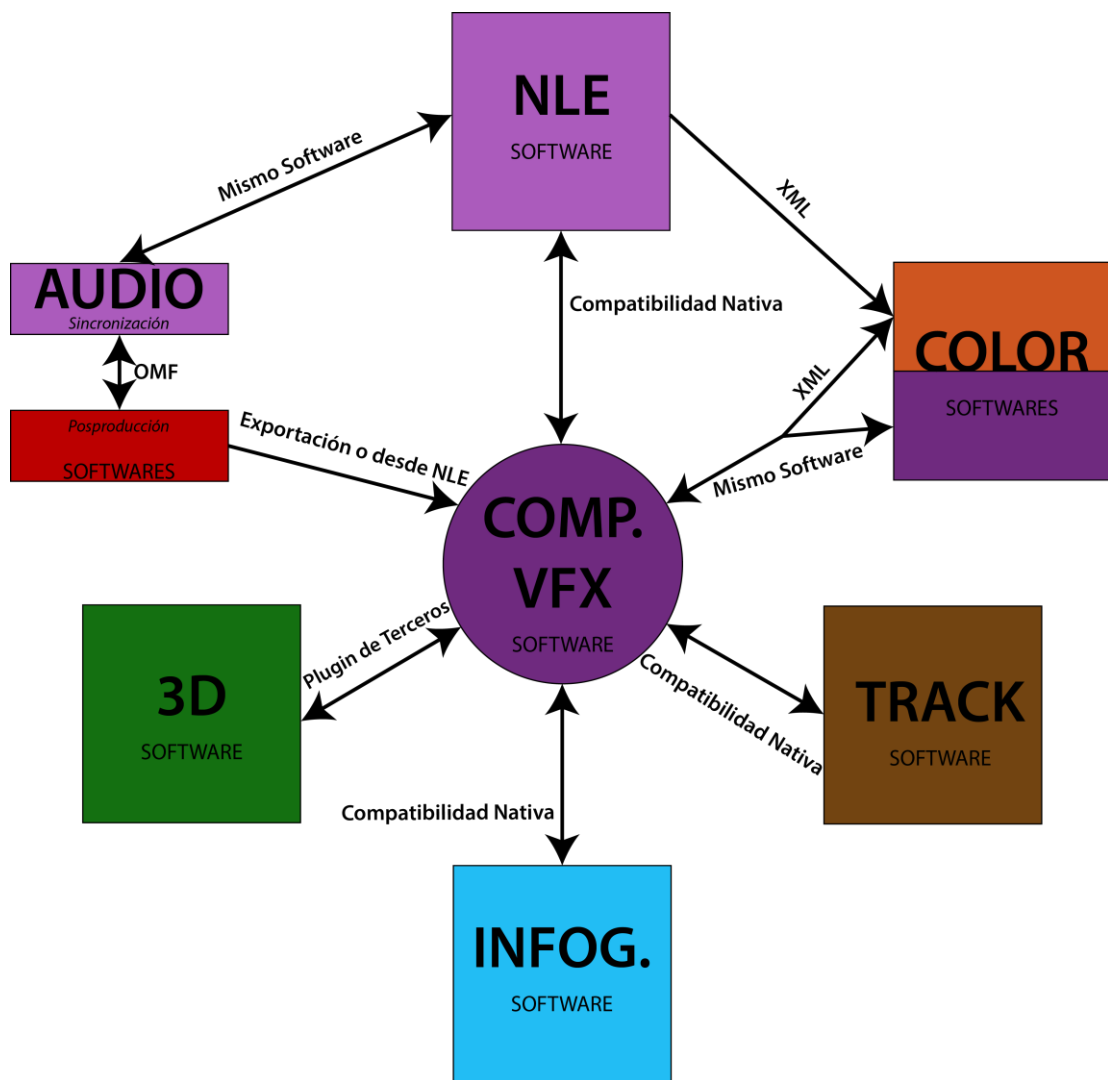 NLE
SOFTWARE
Mismo Software
XML
AUDIO
Sincronización
Compatibilidad Nativa
OMF
COLOR
SOFTWARES
XML
Posproducción
SOFTWARES
Exportación o desde NLE
Mismo Software
COMP.
VFX
SOFTWARE
Plugin de Terceros
Compatibilidad Nativa
3D
SOFTWARE
TRACK
SOFTWARE
Compatibilidad Nativa
INFOG.
SOFTWARE